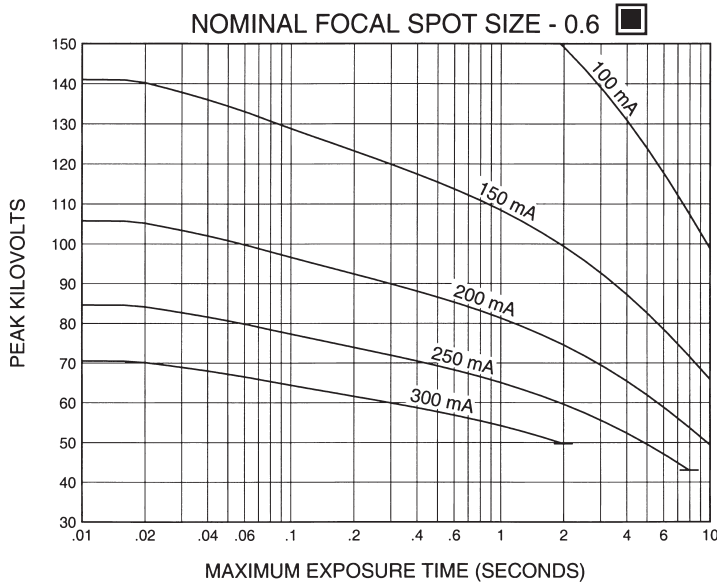 NOMINAL FOCAL SPOT SIZE - 0.6
150
140
130
120
110
100
90
80
70
60
50
40
30
PEAK KILOVOLTS
100 mA
150 mA
200 mA
250 mA
300 mA
.01 .02 .04 .06 .1 .2 .4 .6 1 2 4 6 10
MAXIMUM EXPOSURE TIME (SECONDS)